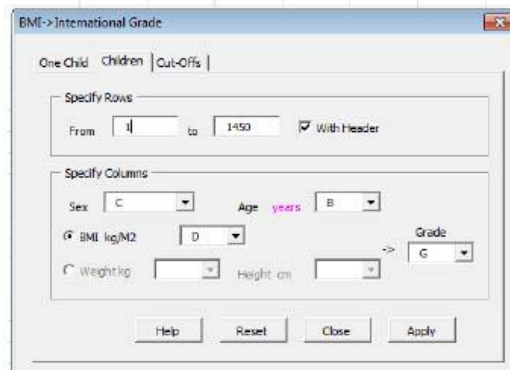 BMI->International Grade
One Child Children Cut-Offs
Specify Rows
From 1 to 1450 With Header
Specify Columns
Sex C Age years B
BMI kg/M2 D
Grade
-> G
Weight kg Height cm
Help Reset Close Apply